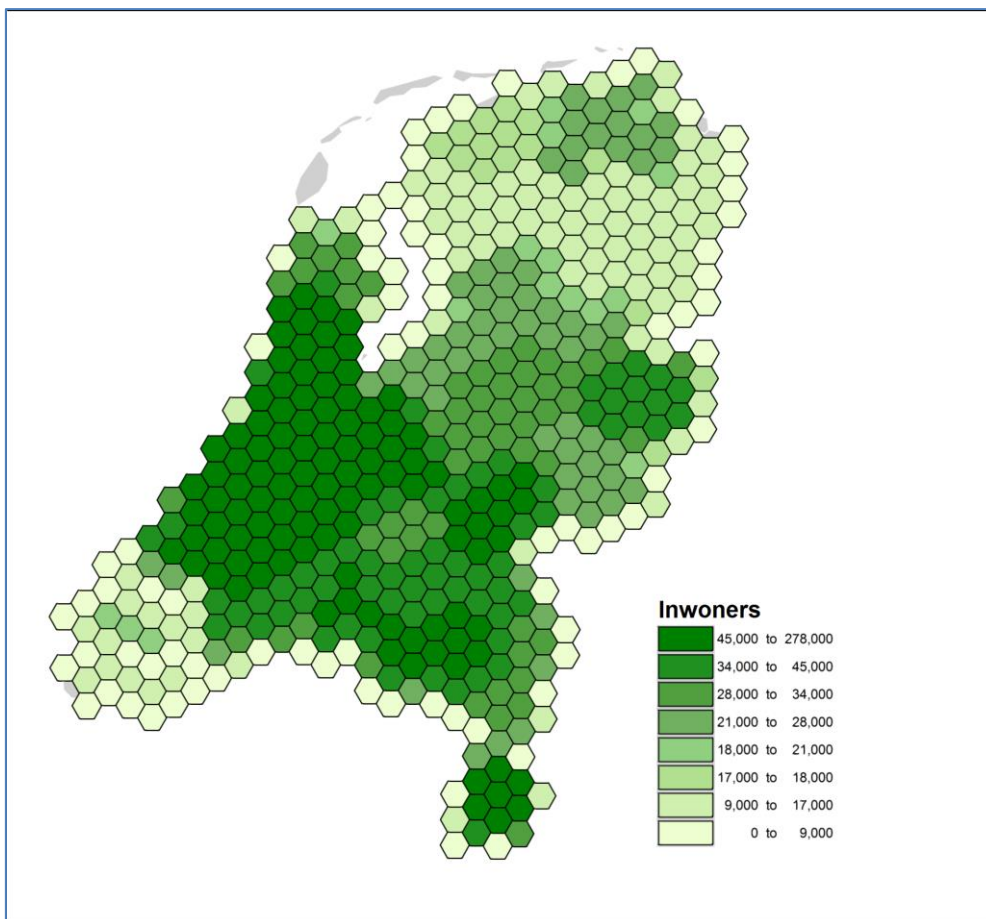 Inwoners
45,000 to 278,000
34,000 to 45,000
28,000 to 34,000
21,000 to 28,000
18,000 to 21,000
17,000 to 18,000
9,000 to 17,000
0 to 9,000